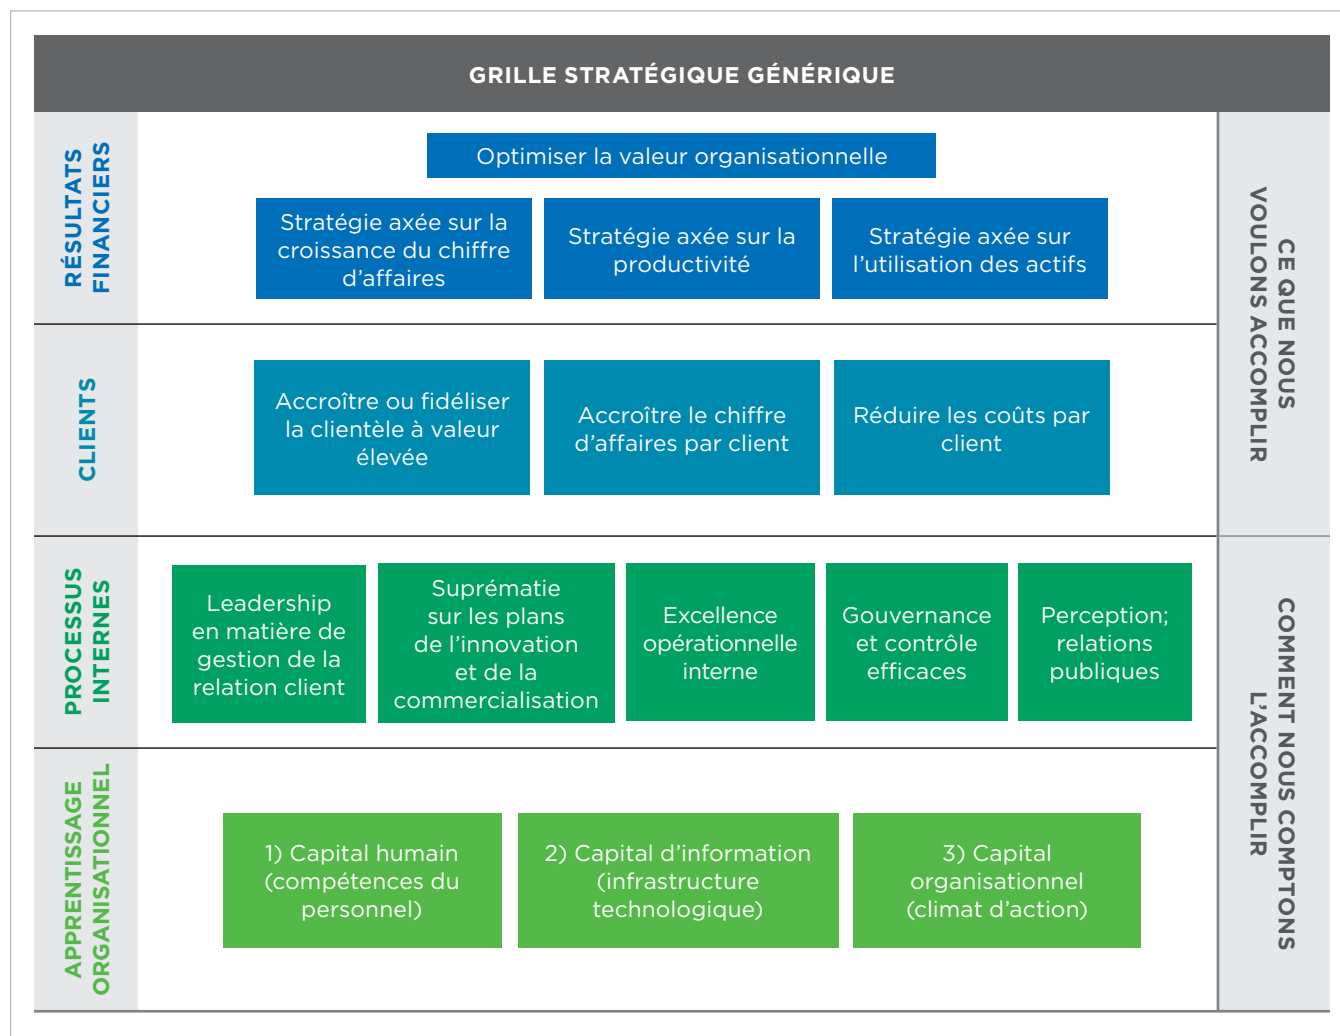 GRILLE STRATÉGIQUE GÉNÉRIQUE
RÉSULTATS
FINANCIERS
Optimiser la valeur organisationnelle
Stratégie axée sur la
croissance du chiffre
d’affaires
Stratégie axée sur la
productivité
Stratégie axée sur
l’utilisation des actifs
CE QUE NOUS
VOULONS ACCOMPLIR
CLIENTS
Accroître ou fidéliser
la clientèle à valeur
élevée
Accroître le chiffre
d’affaires par client
Réduire les coûts par
client
PROCESSUS
INTERNES
Leadership
en matière de
gestion de la
relation client
Suprématie
sur les plans
de l’innovation
et de la
commercialisation
Excellence
opérationnelle
interne
Gouvernance
et contrôle
efficaces
Perception;
relations
publiques
COMMENT NOUS COMPTONS
L’ACCOMPLIR
APPRENTISSAGE
ORGANISATIONNEL
1) Capital humain
(compétences du
personnel)
2) Capital d’information
(infrastructure
technologique)
3) Capital
organisationnel
(climat d’action)